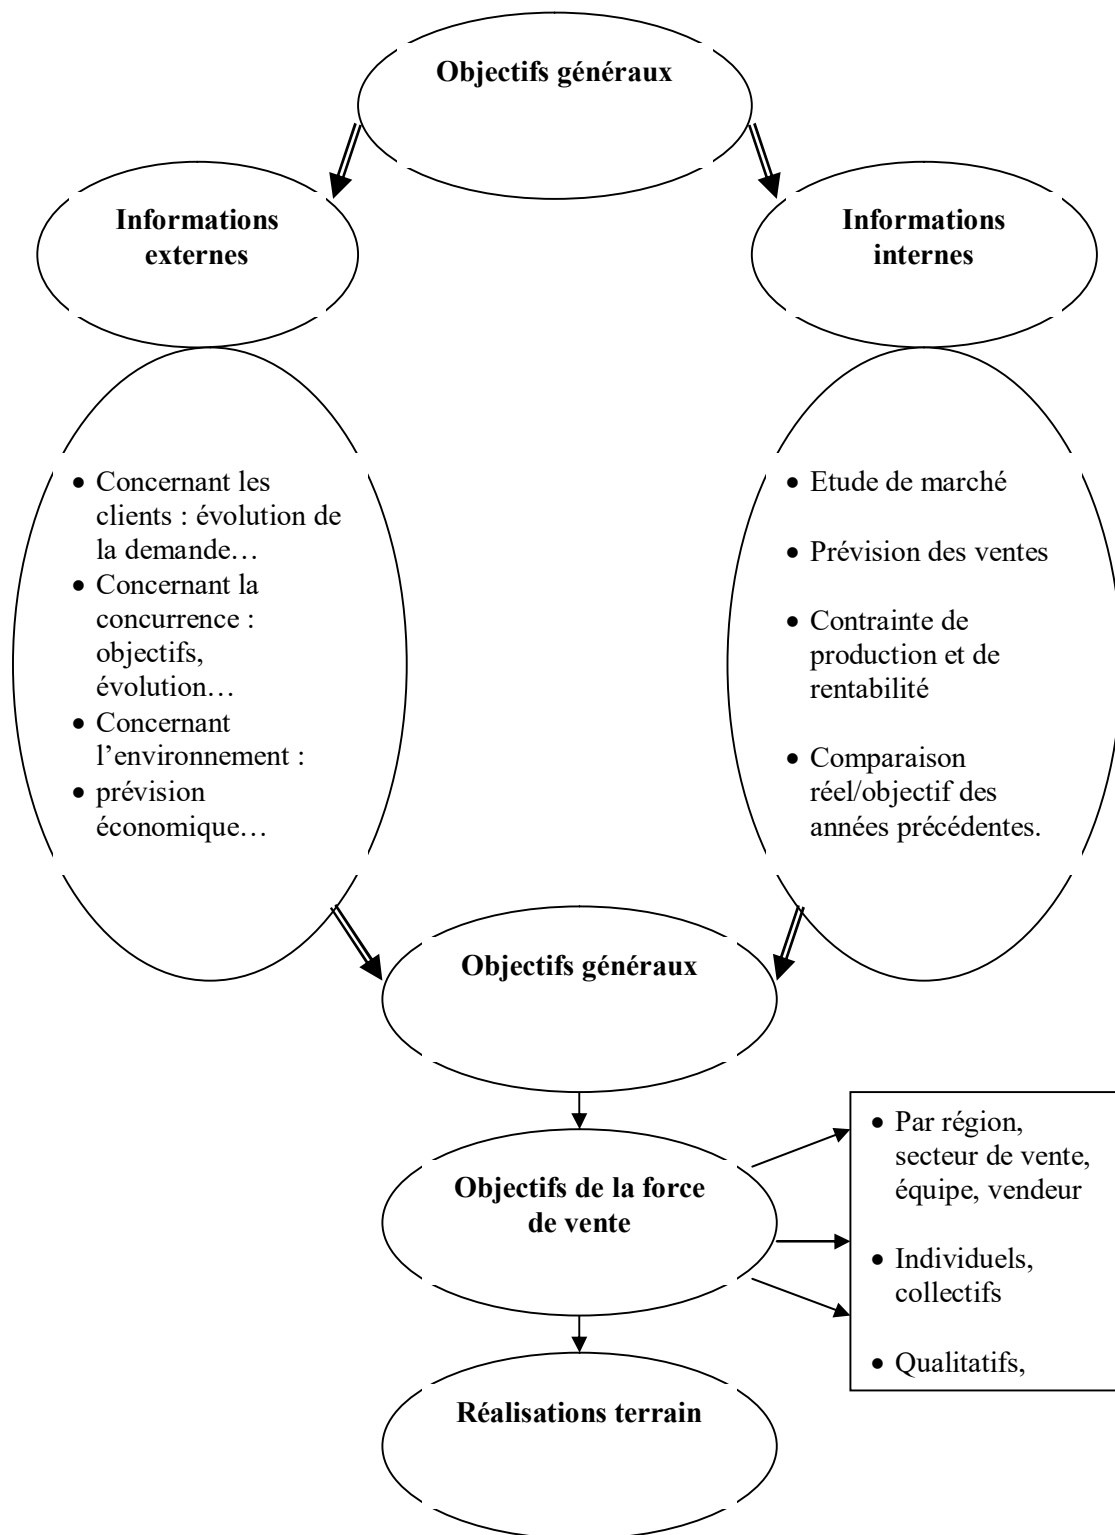 Objectifs généraux
Informations
externes
Informations
internes
• Concernant les
clients : évolution de
la demande…
• Concernant la
concurrence :
objectifs,
évolution…
• Concernant
l’environnement :
• prévision
économique…
• Etude de marché
• Prévision des ventes
• Contrainte de
production et de
rentabilité
• Comparaison
réel/objectif des
années précédentes.
Objectifs généraux
Objectifs de la force
de vente
• Par région,
secteur de vente,
équipe, vendeur
• Individuels,
collectifs
• Qualitatifs,
Réalisations terrain